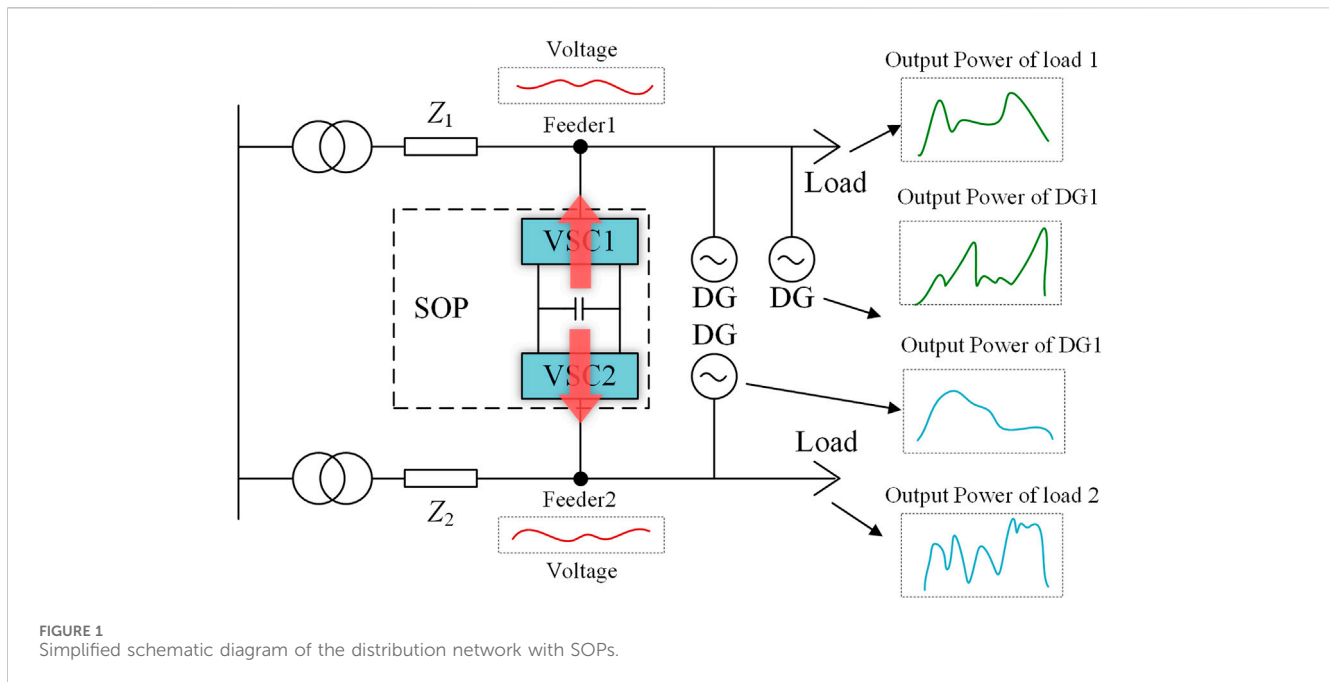 Voltage
Output Power of load 1
Z1
Feeder1
Load
Output Power of DG1
VSC1
SOP
DG
DG
DG
Output Power of DG1
VSC2
Load
Output Power of load 2
Z2
Feeder2
Voltage
FIGURE 1
Simplified schematic diagram of the distribution network with SOPs.